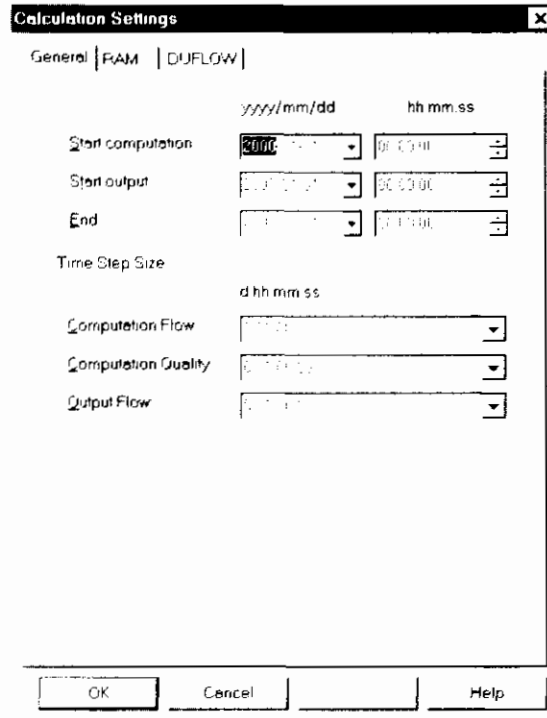 Calculation Settings
General RAM DUFLOW
yyyy/mm/dd hh mm.ss
Start computation 2000
Start output
End
Time Step Size
d hh mm ss
Computation Flow
Computation Quality
Output Flow
OK Cancel Help